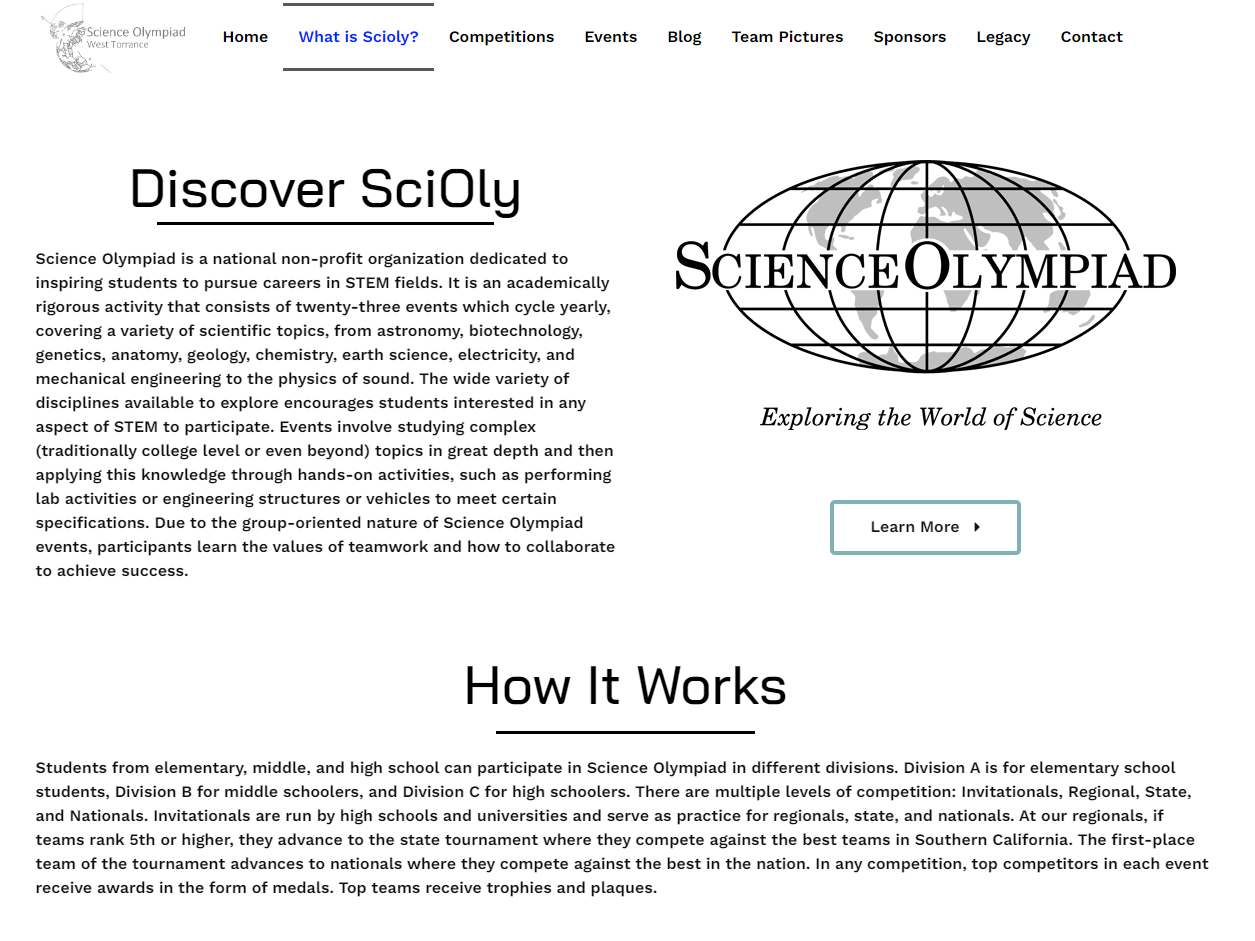 Science Olympiad
West Torrance
Home What is Scioly? Competitions Events Blog Team Pictures Sponsors Legacy Contact
Discover SciOly
Science Olympiad is a national non-profit organization dedicated to
inspiring students to pursue careers in STEM fields. It is an academically
rigorous activity that consists of twenty-three events which cycle yearly,
covering a variety of scientific topics, from astronomy, biotechnology,
genetics, anatomy, geology, chemistry, earth science, electricity, and
mechanical engineering to the physics of sound. The wide variety of
disciplines available to explore encourages students interested in any
aspect of STEM to participate. Events involve studying complex
(traditionally college level or even beyond) topics in great depth and then
applying this knowledge through hands-on activities, such as performing
lab activities or engineering structures or vehicles to meet certain
specifications. Due to the group-oriented nature of Science Olympiad
events, participants learn the values of teamwork and how to collaborate
to achieve success.
SCIENCE OLYMPIAD
Exploring the World of Science
Learn More
How It Works
Students from elementary, middle, and high school can participate in Science Olympiad in different divisions. Division A is for elementary school
students, Division B for middle schoolers, and Division C for high schoolers. There are multiple levels of competition: Invitationals, Regional, State,
and Nationals. Invitationals are run by high schools and universities and serve as practice for regionals, state, and nationals. At our regionals, if
teams rank 5th or higher, they advance to the state tournament where they compete against the best teams in Southern California. The first-place
team of the tournament advances to nationals where they compete against the best in the nation. In any competition, top competitors in each event
receive awards in the form of medals. Top teams receive trophies and plaques.